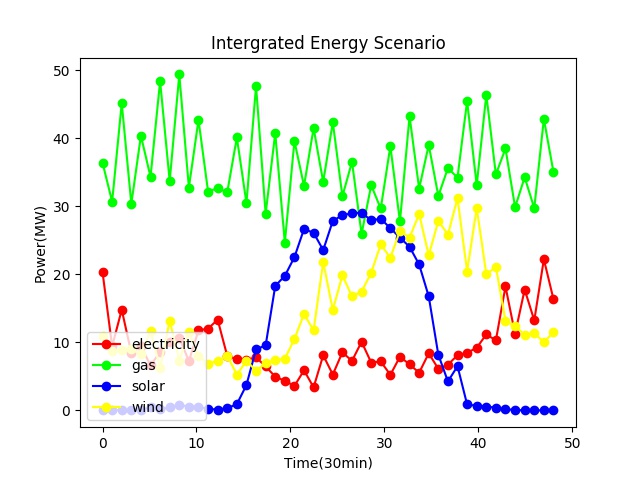 Intergrated Energy Scenario
Power(MW)
50
40
30
20
10
0
electricity
gas
solar
wind
0 10 20 30 40 50
Time(30min)